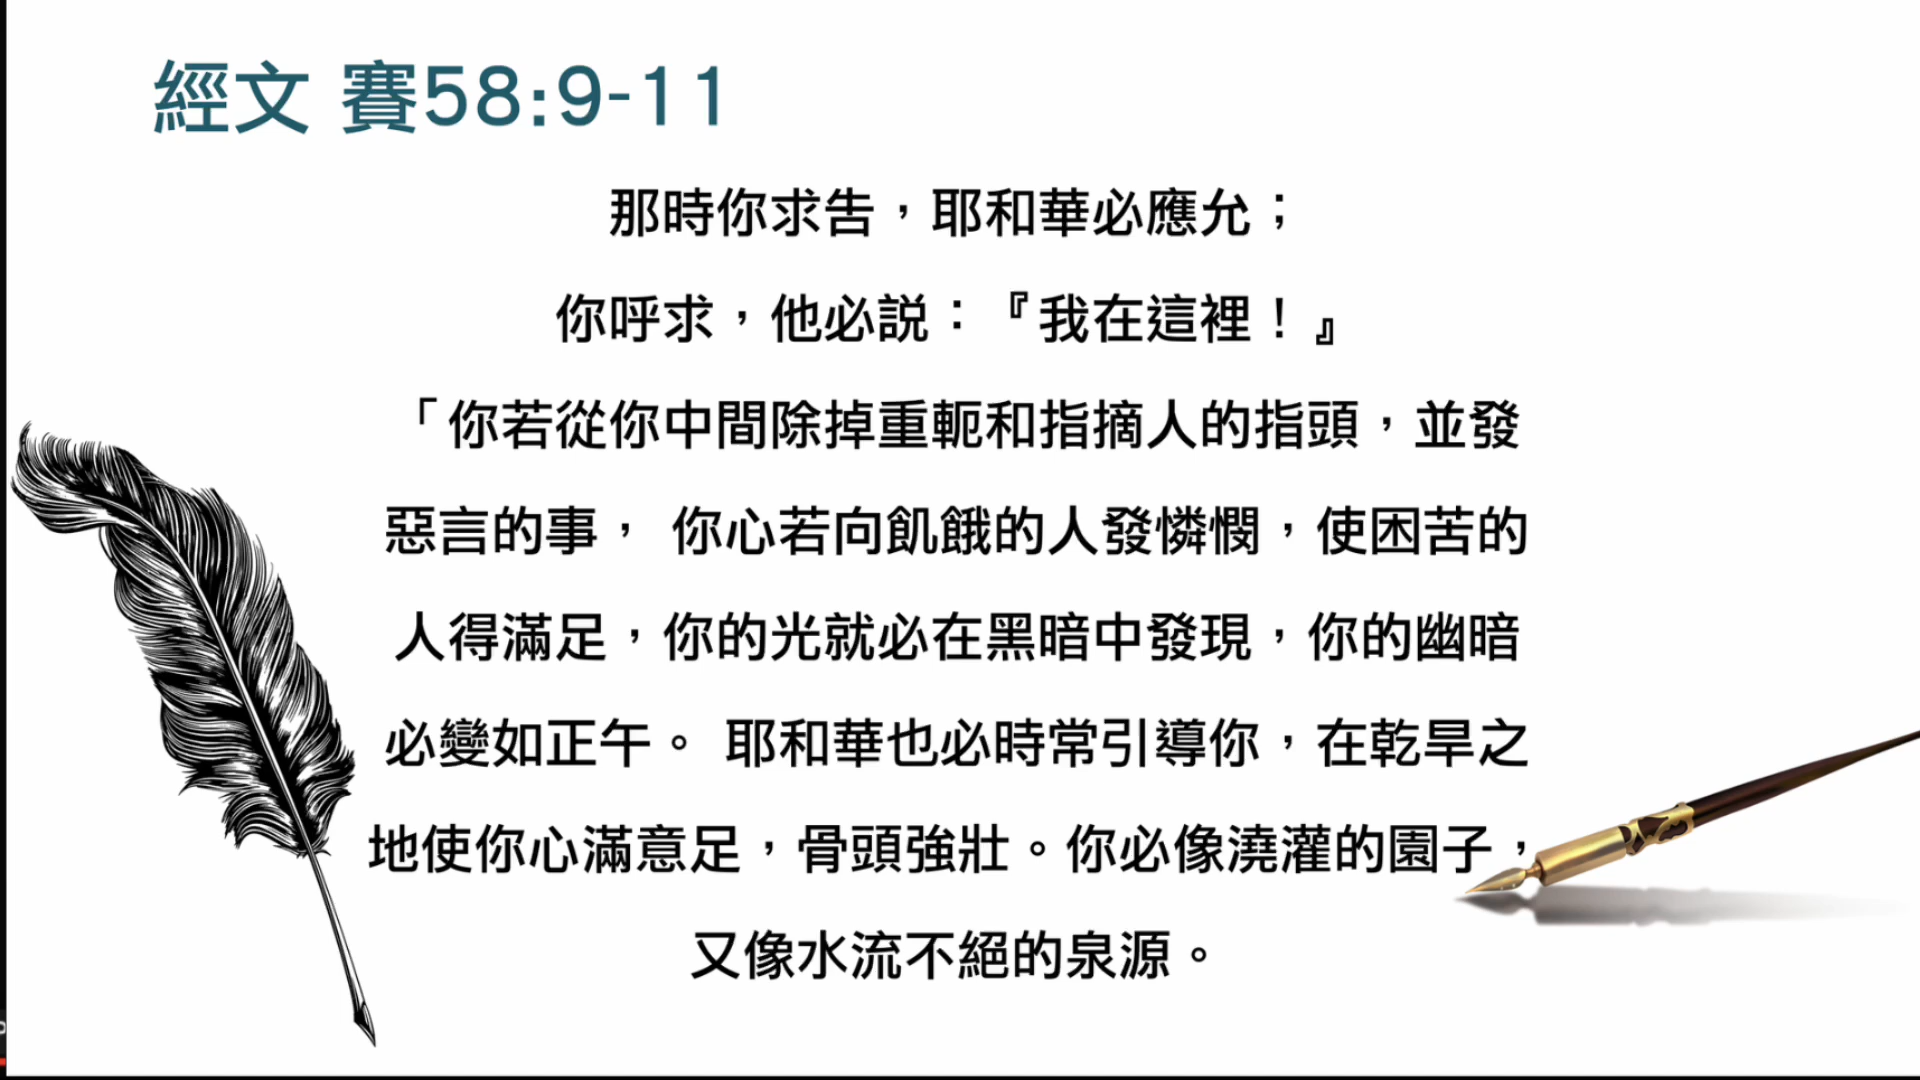 經文 賽58:9-11
那時你求告，耶和華必應允；
你呼求，他必説：『我在這裡！』
「你若從你中間除掉重軛和指摘人的指頭，並發
惡言的事， 你心若向飢餓的人發憐憫，使困苦的
人得滿足，你的光就必在黑暗中發現，你的幽暗
必變如正午。 耶和華也必時常引導你，在乾旱之
地使你心滿意足，骨頭強壯。你必像澆灌的園子，
又像水流不絕的泉源。